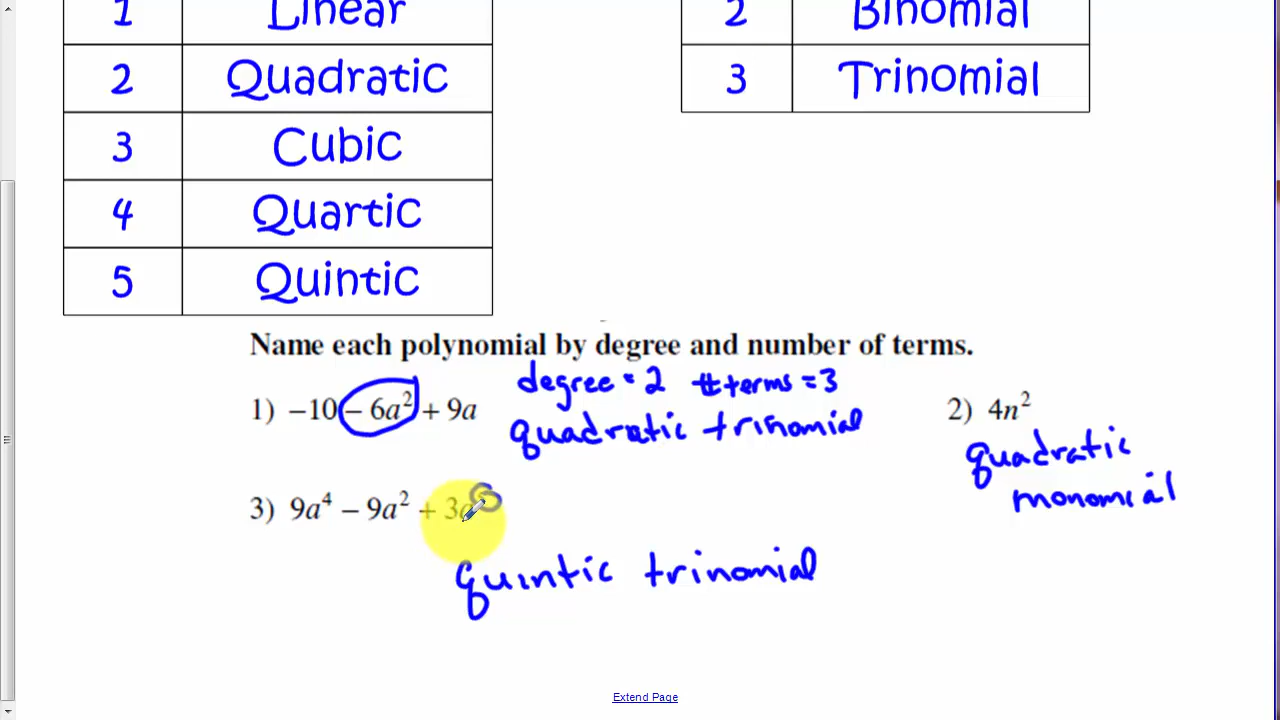 1 Linear
2 Binomial
2 Quadratic
3 Trinomial
3 Cubic
4 Quartic
5 Quintic
Name each polynomial by degree and number of terms.
degree = 2 # terms = 3
1) −10 − 6a² + 9a
quadratic trinomial
2) 4n²
quadratic
monomial
3) 9a⁴ − 9a² + 3
quintic trinomial
Extend Page